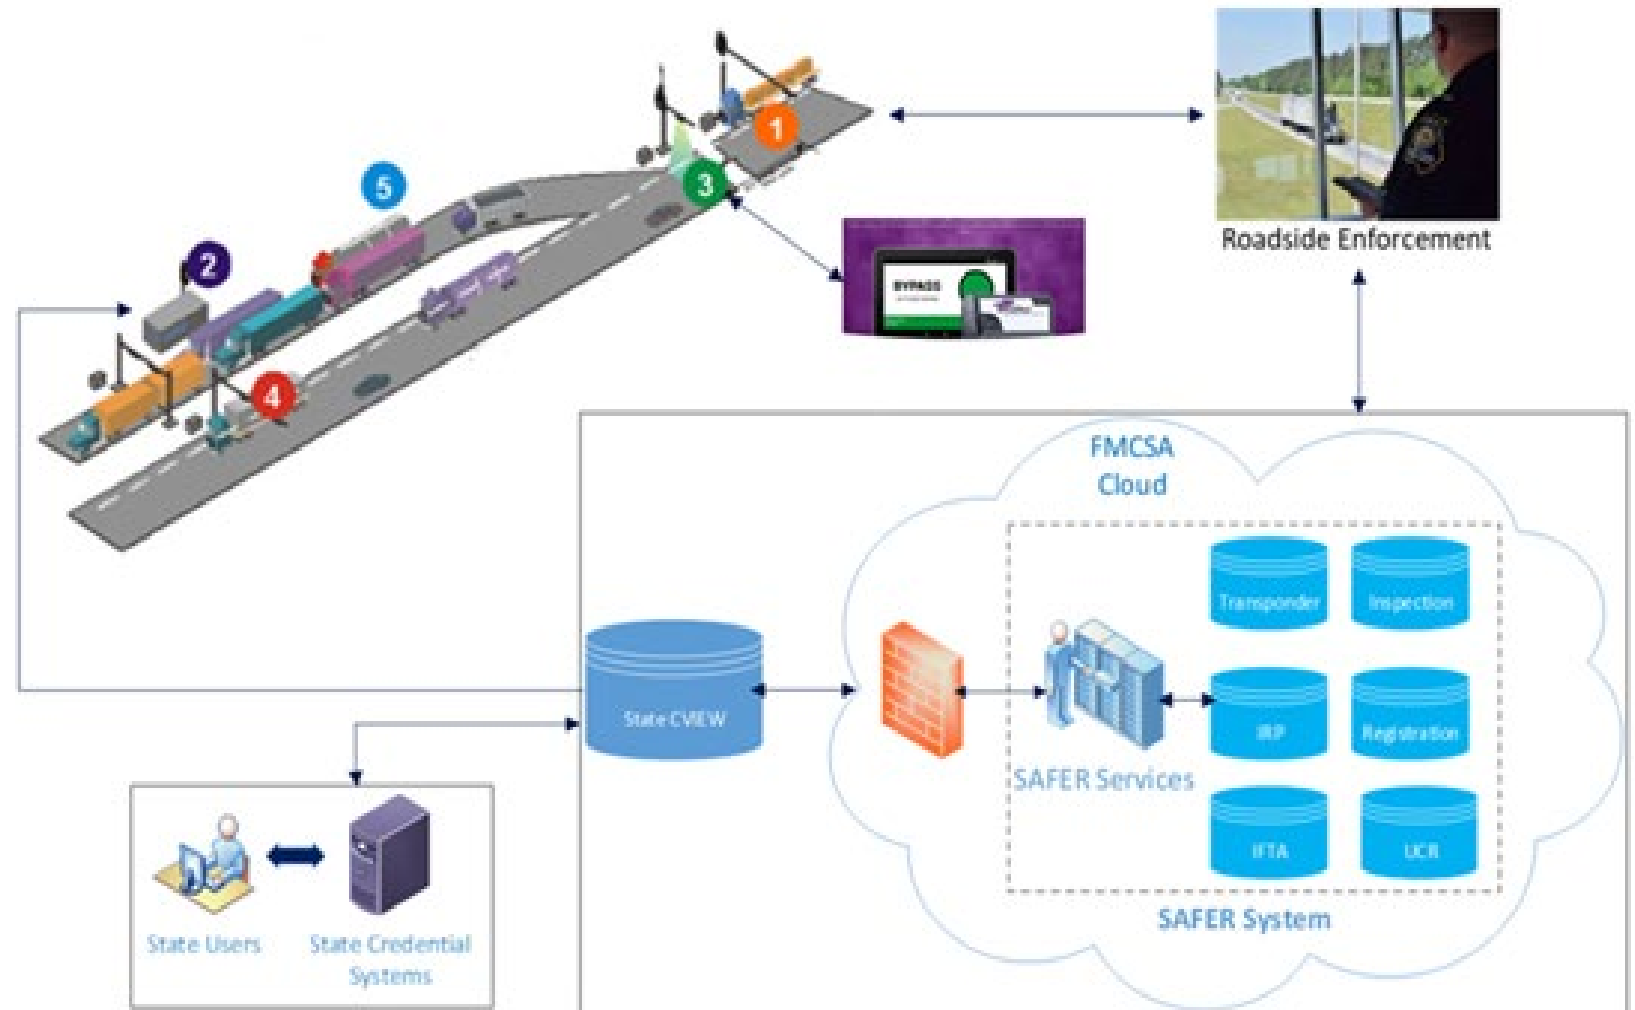 1
5
3
2
4
BYPASS
Roadside Enforcement
FMCSA
Cloud
Transponder
Inspection
State CVIEW
IRP
Registration
SAFER Services
IFTA
UCR
SAFER System
State Users
State Credential
Systems